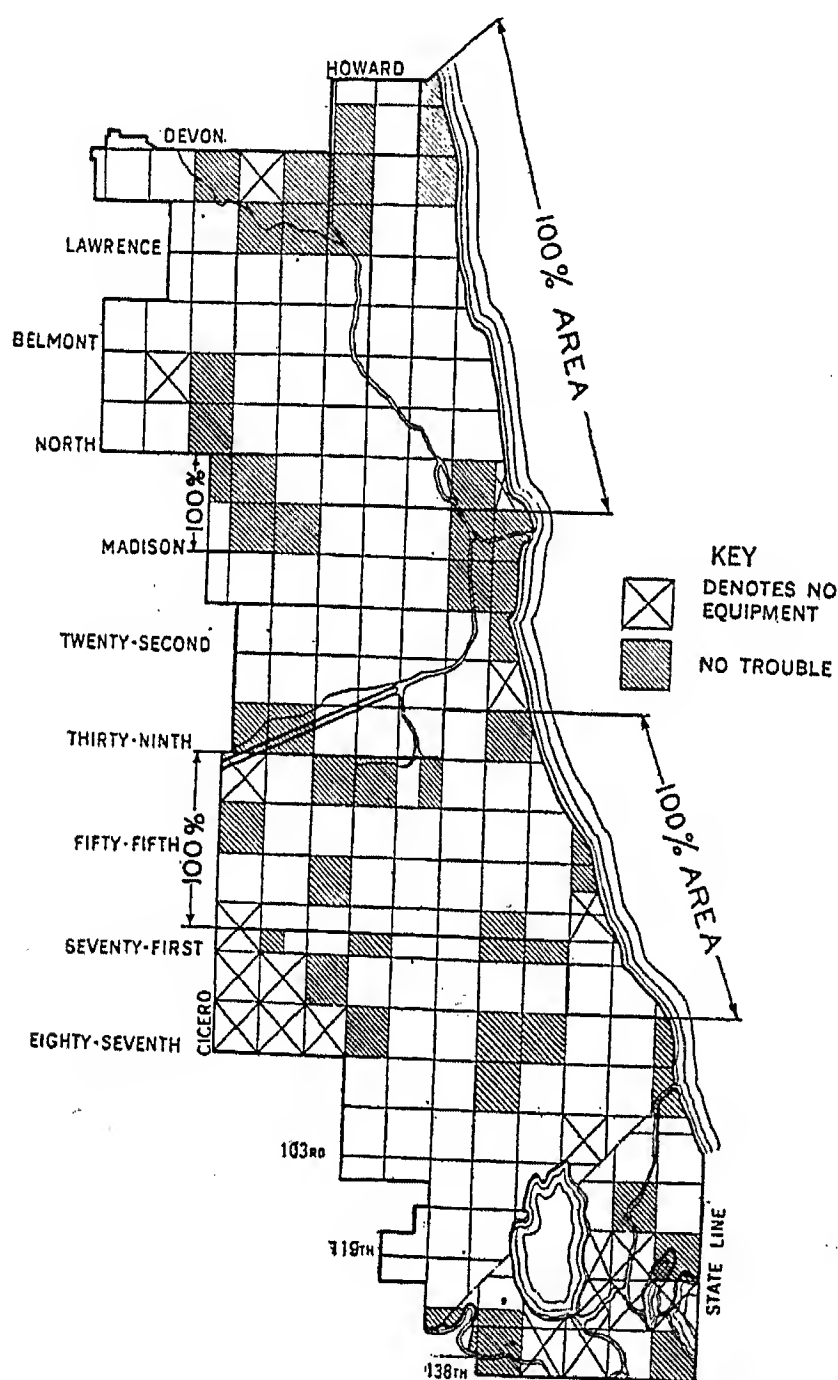 HOWARD
DEVON
LAWRENCE
100% AREA
BELMONT
NORTH
100%
MADISON
KEY
DENOTES NO
EQUIPMENT
NO TROUBLE
TWENTY-SECOND
THIRTY-NINTH
100%
FIFTY-FIFTH
100% AREA
SEVENTY-FIRST
CICERO
EIGHTY-SEVENTH
103RD
119TH
STATE LINE
138TH